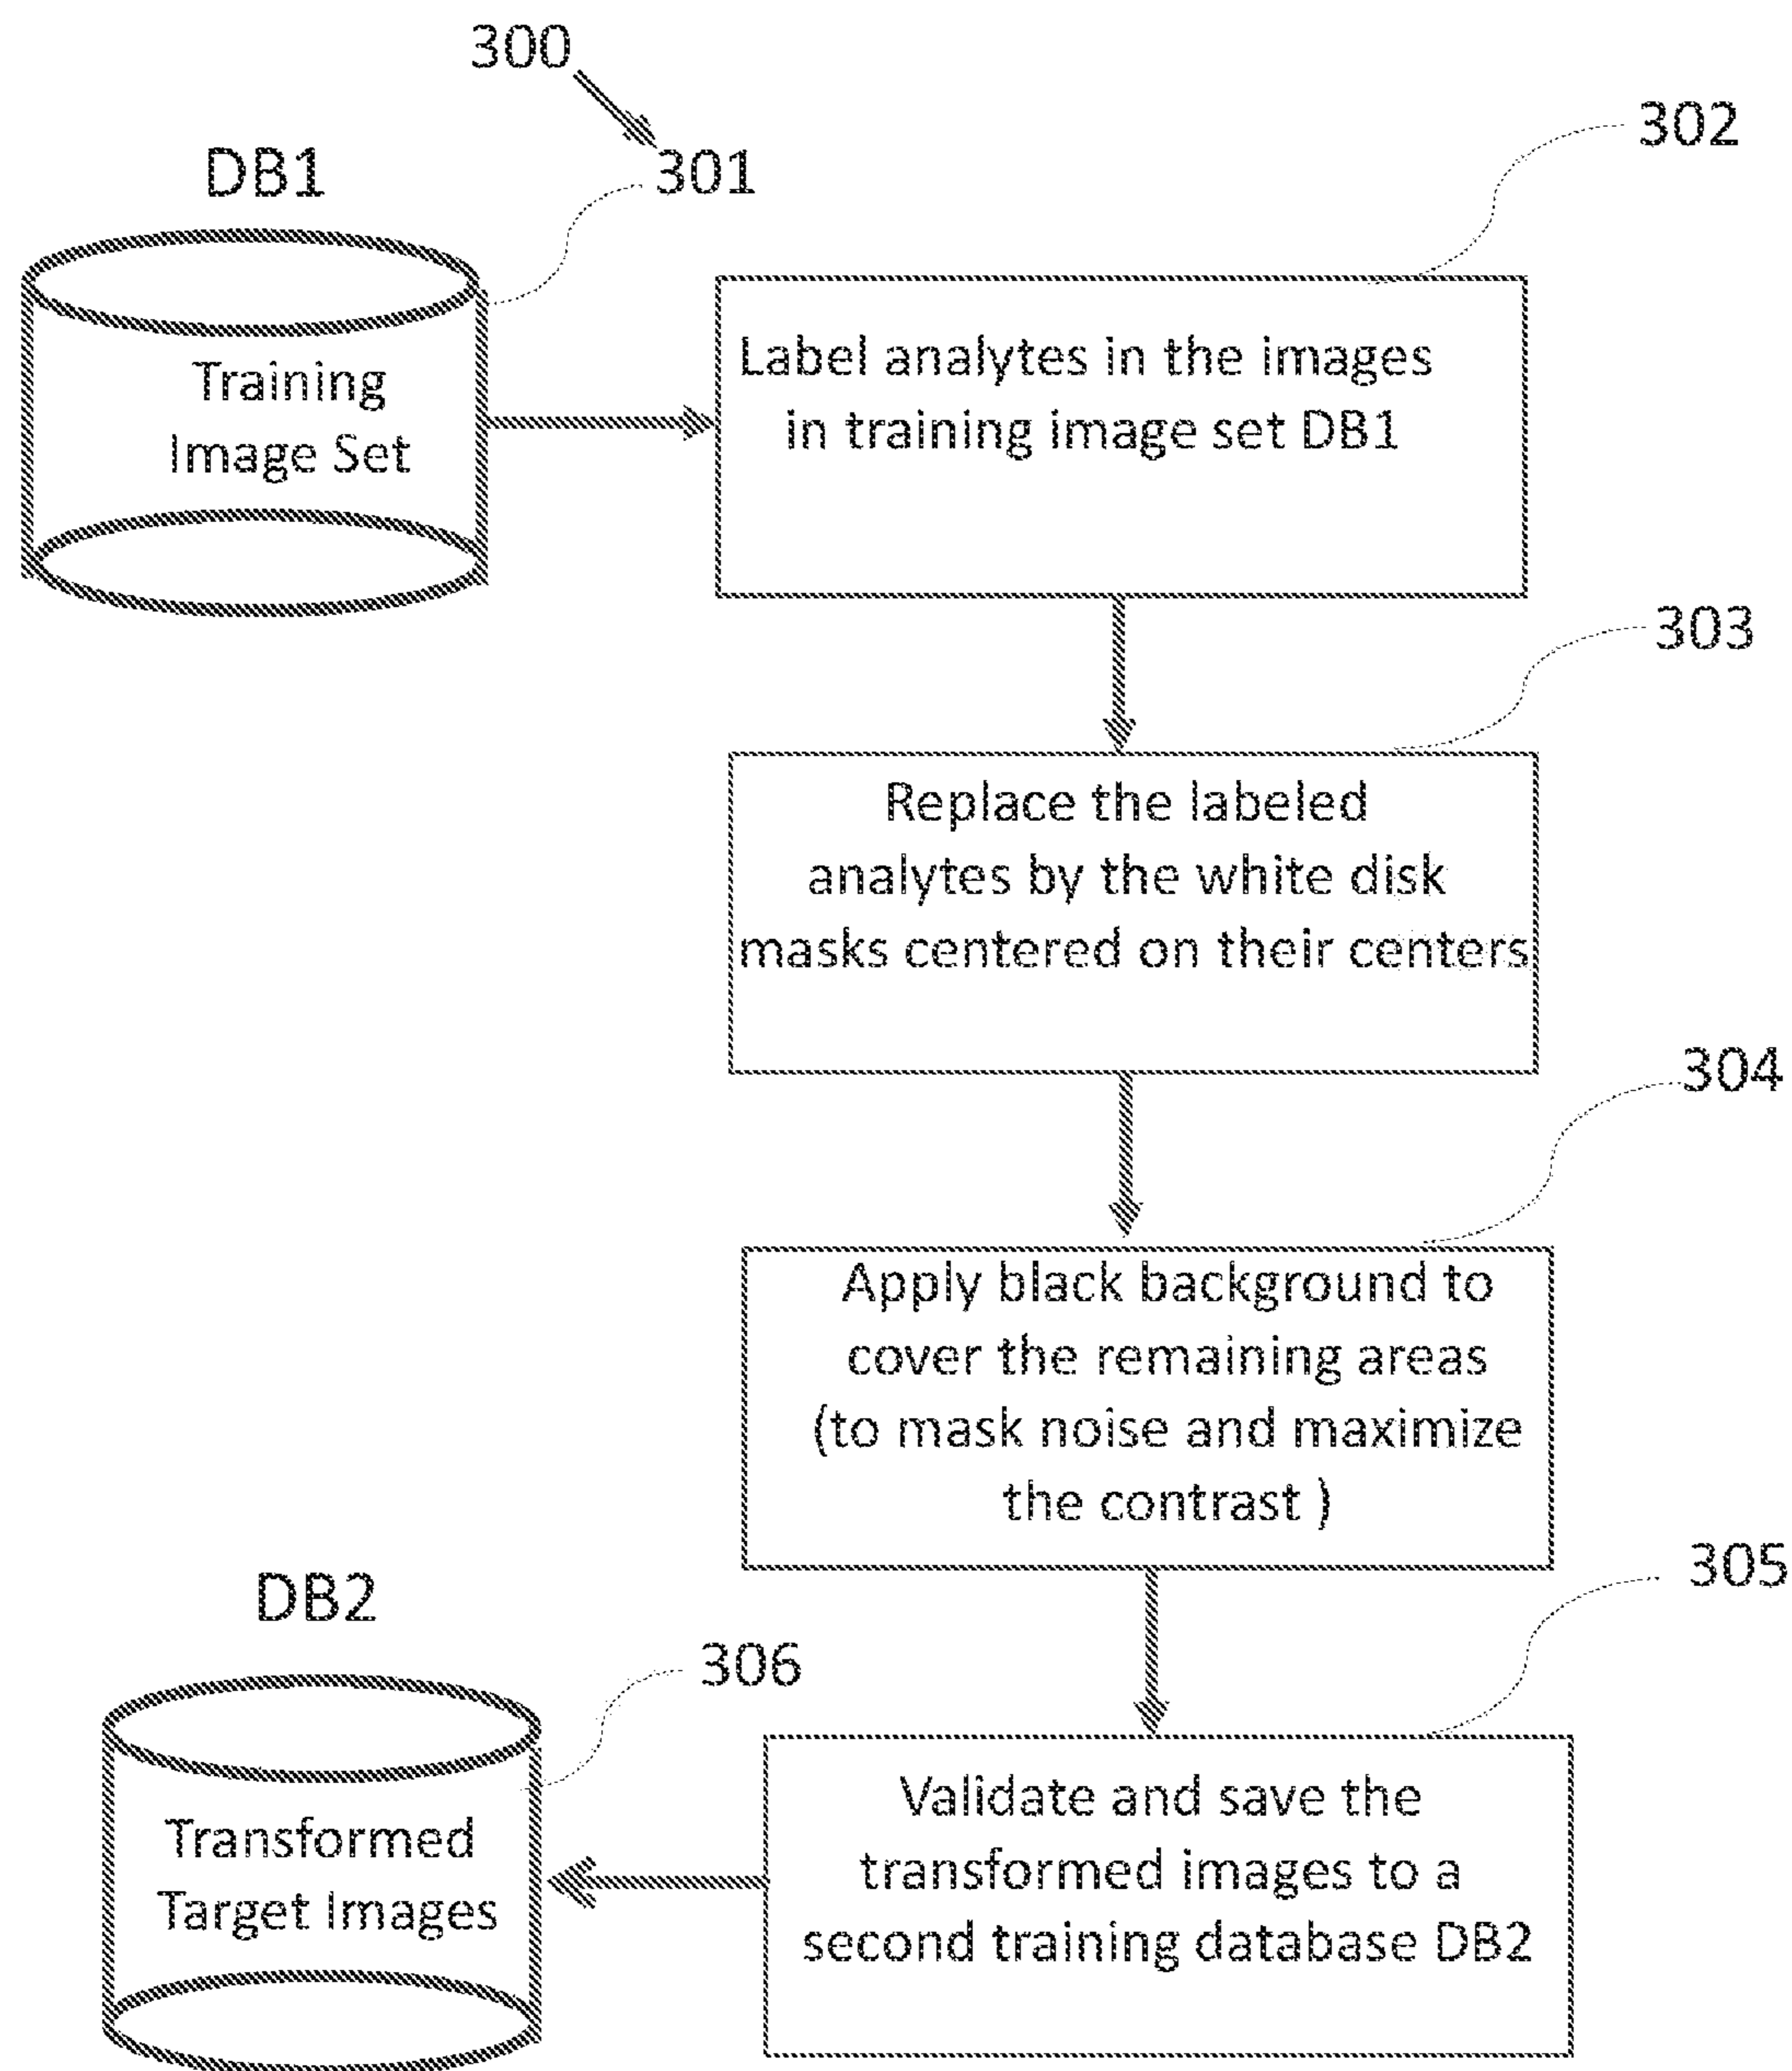 300
301
DB1
Training
Image Set
302
Label analytes in the images
in training image set DB1
303
Replace the labeled
analytes by the white disk
masks centered on their centers
304
Apply black background to
cover the remaining areas
(to mask noise and maximize
the contrast )
305
Validate and save the
transformed images to a
second training database DB2
DB2
306
Transformed
Target Images